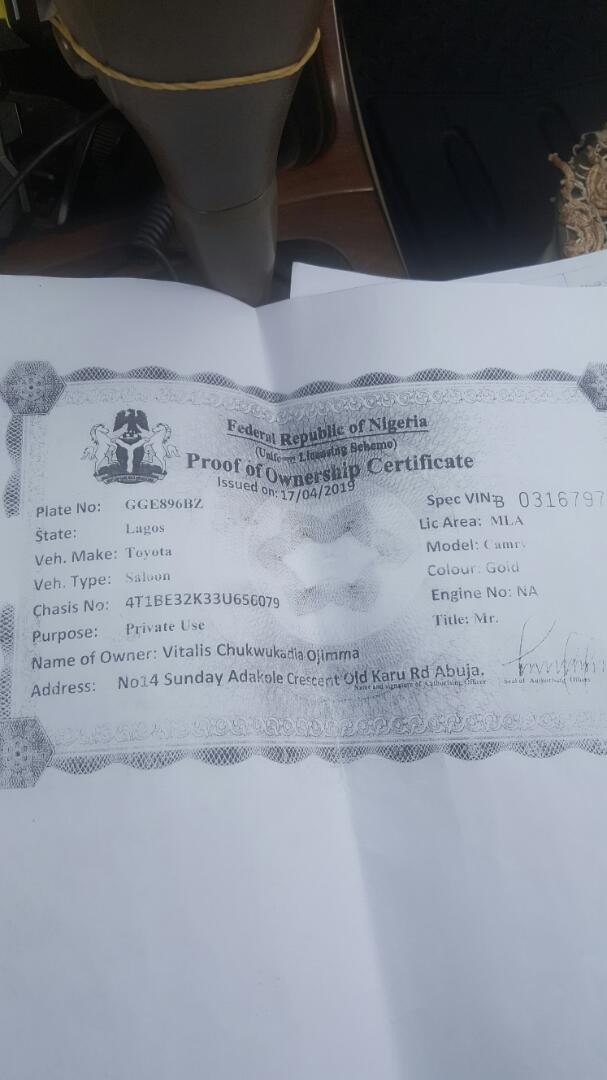 Federal Republic of Nigeria
(Uniform Licensing Scheme)
Proof of Ownership Certificate
Issued on: 17/04/2019
Plate No: GGE896BZ
State: Lagos
Veh. Make: Toyota
Veh. Type: Saloon
Chasis No: 4T1BE32K33U656079
Purpose: Private Use
Name of Owner: Vitalis Chukwukadia Ojimma
Address: No14 Sunday Adakole Crescent Old Karu Rd Abuja.
Spec VIN: B 0316797
Lic Area: MLA
Model: Camry
Colour: Gold
Engine No: NA
Title: Mr.
Name and signature of Authorising Officer
Seal of Authorising Officer